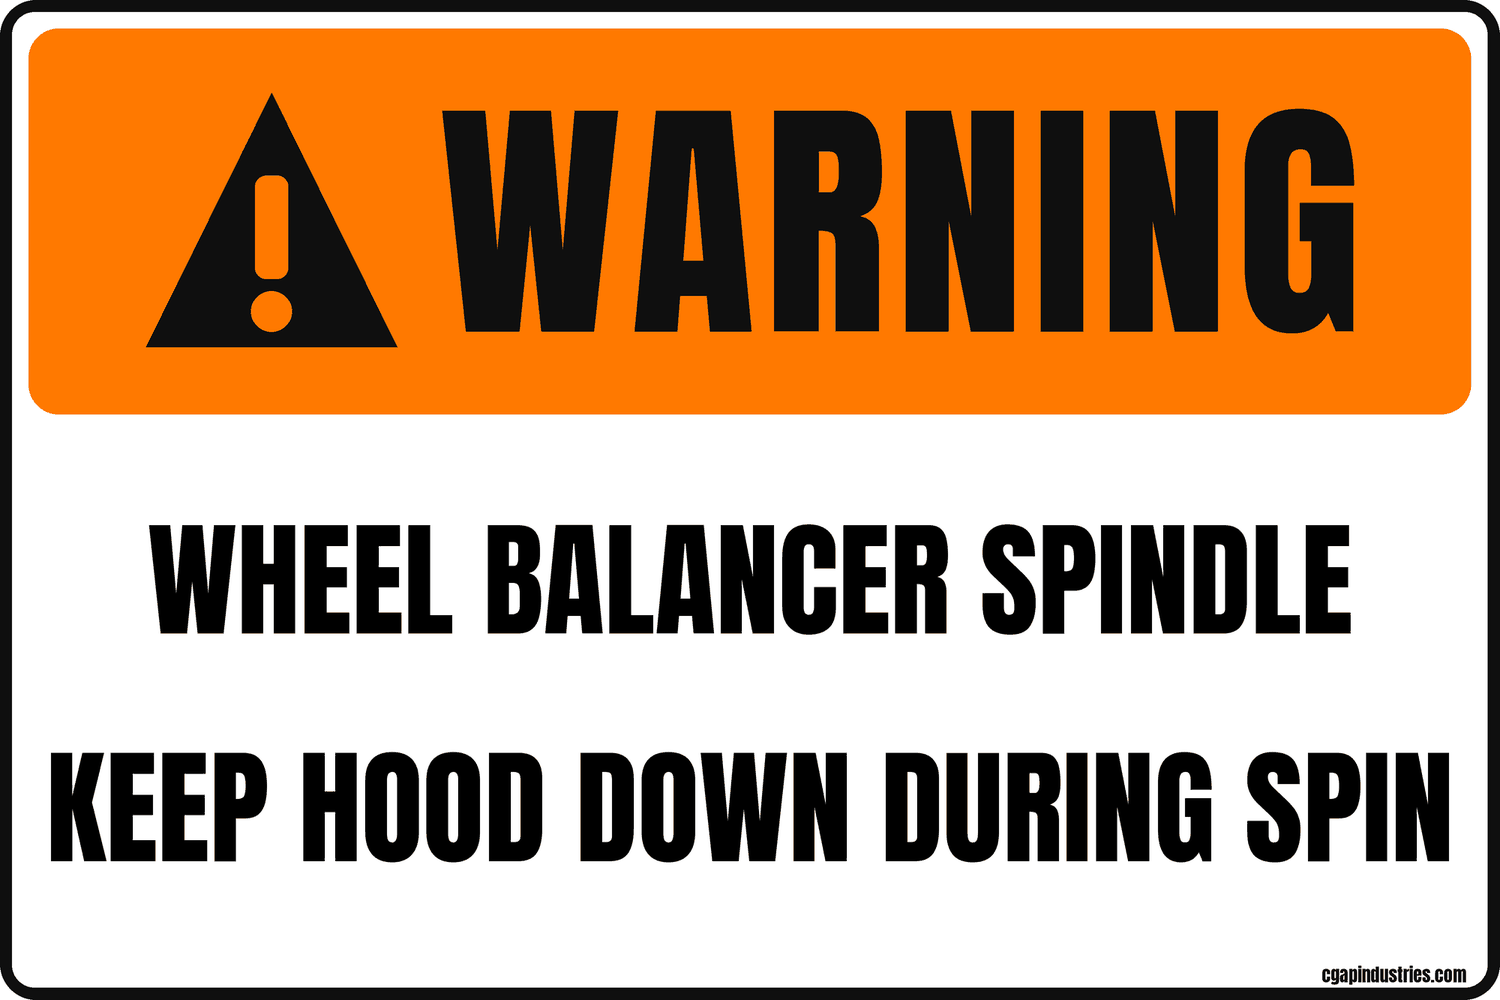 WARNING
WHEEL BALANCER SPINDLE
KEEP HOOD DOWN DURING SPIN
cgapindustries.com